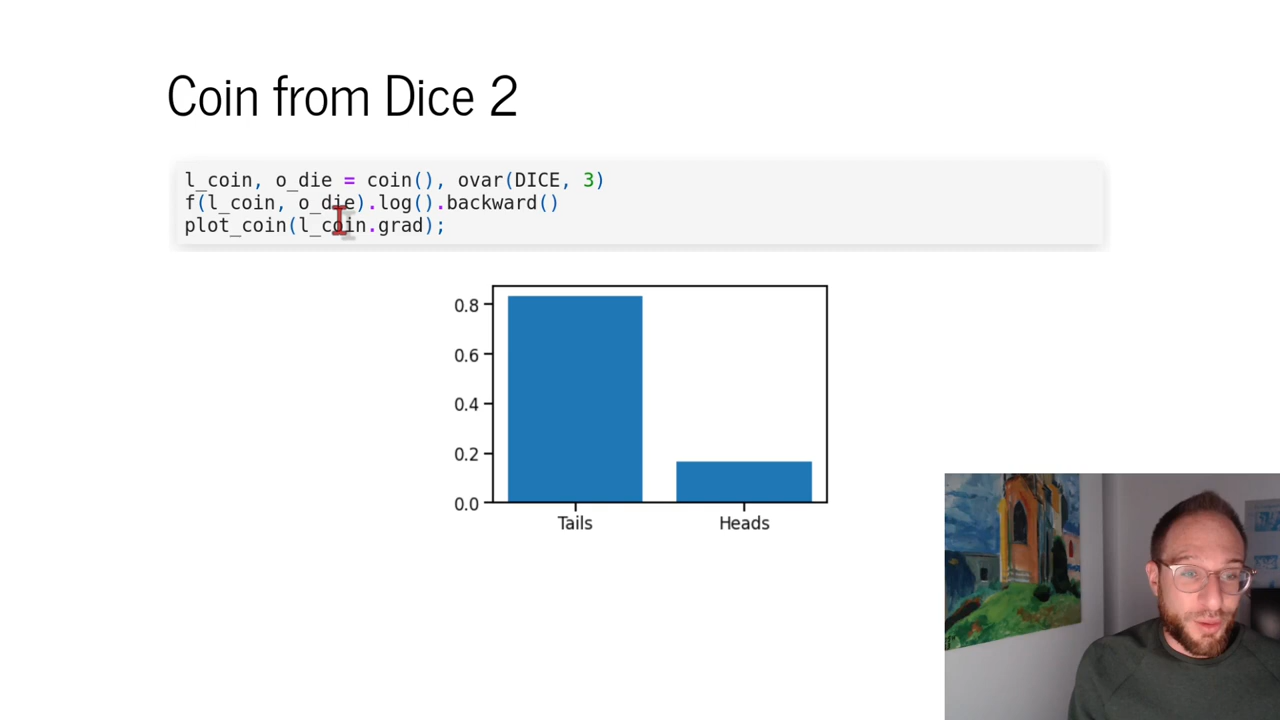 Coin from Dice 2
l_coin, o_die = coin(), ovar(DICE, 3)
f(l_coin, o_die).log().backward()
plot_coin(l_coin.grad);
0.8
0.6
0.4
0.2
0.0
Tails Heads